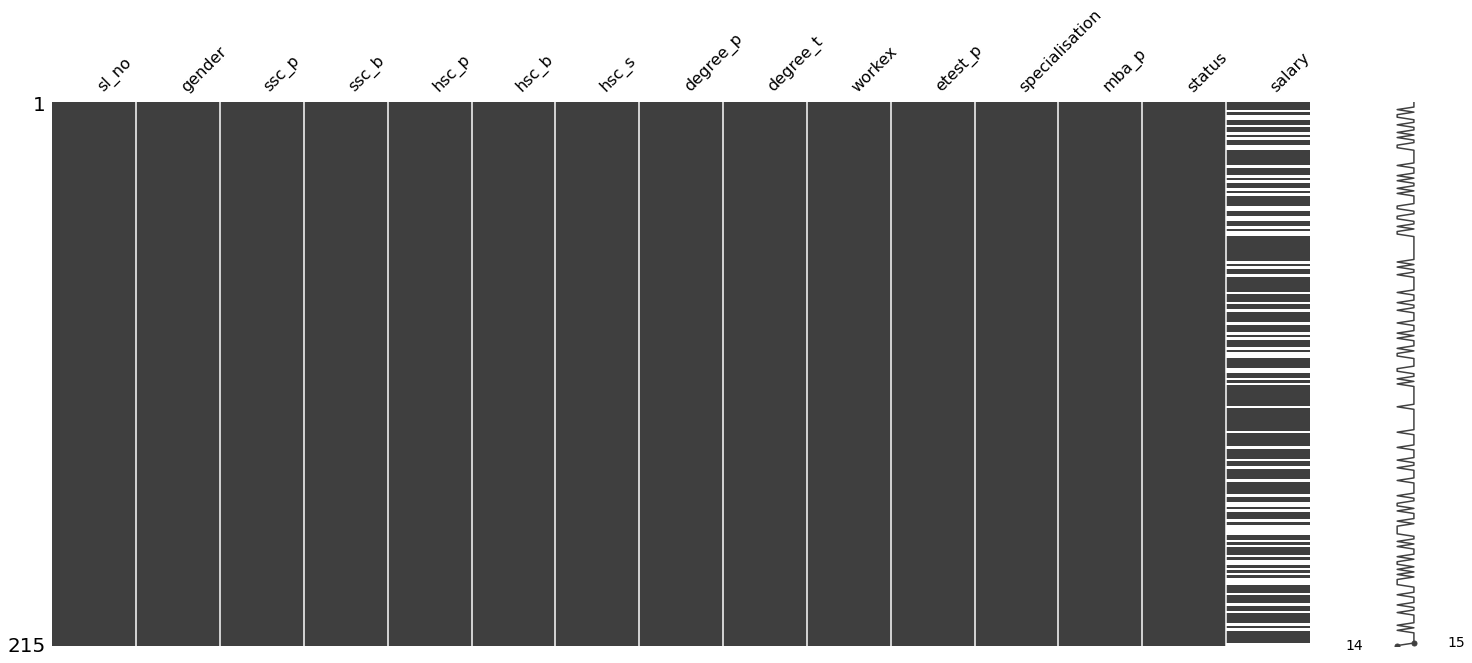 sl_no
gender
ssc_p
ssc_b
hsc_p
hsc_b
hsc_s
degree_p
degree_t
workex
etest_p
specialisation
mba_p
status
salary
1
215
14
15